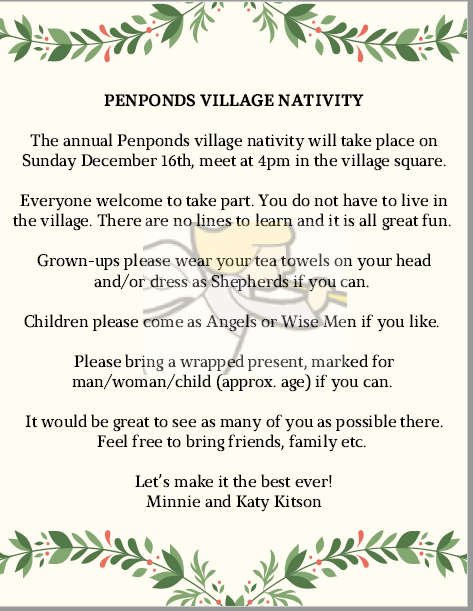 PENPONDS VILLAGE NATIVITY
The annual Penponds village nativity will take place on
Sunday December 16th, meet at 4pm in the village square.
Everyone welcome to take part. You do not have to live in
the village. There are no lines to learn and it is all great fun.
Grown-ups please wear your tea towels on your head
and/or dress as Shepherds if you can.
Children please come as Angels or Wise Men if you like.
Please bring a wrapped present, marked for
man/woman/child (approx. age) if you can.
It would be great to see as many of you as possible there.
Feel free to bring friends, family etc.
Let's make it the best ever!
Minnie and Katy Kitson